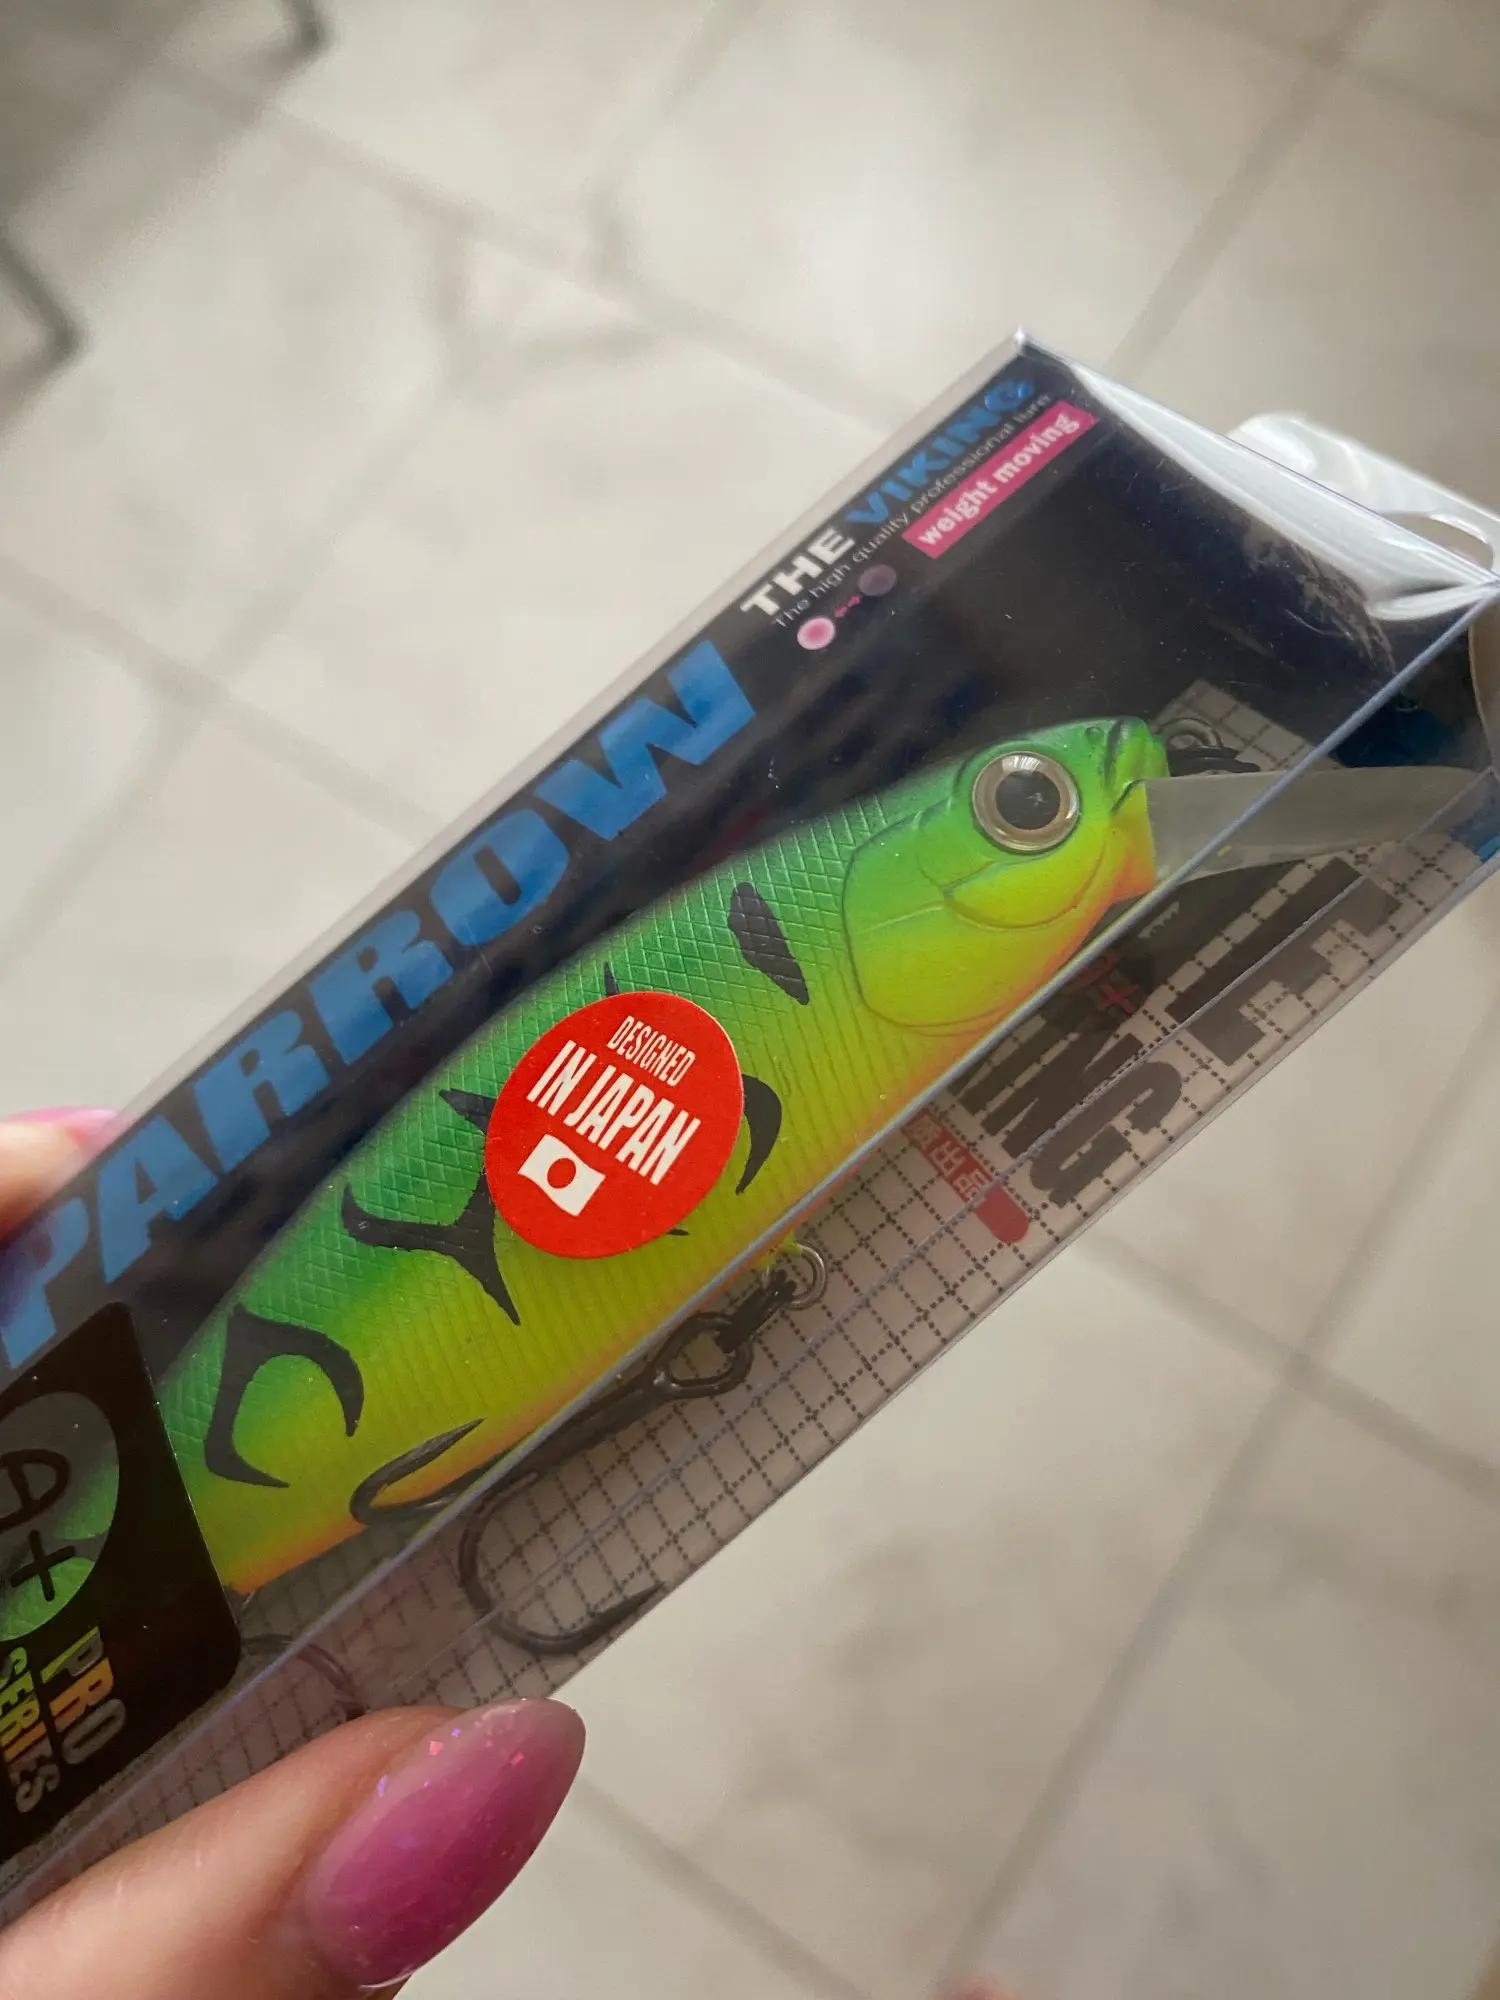 PARROW
THE VIKING
The high quality professional lure
weight moving
DESIGNED
IN JAPAN
A+
PRO
SERIES